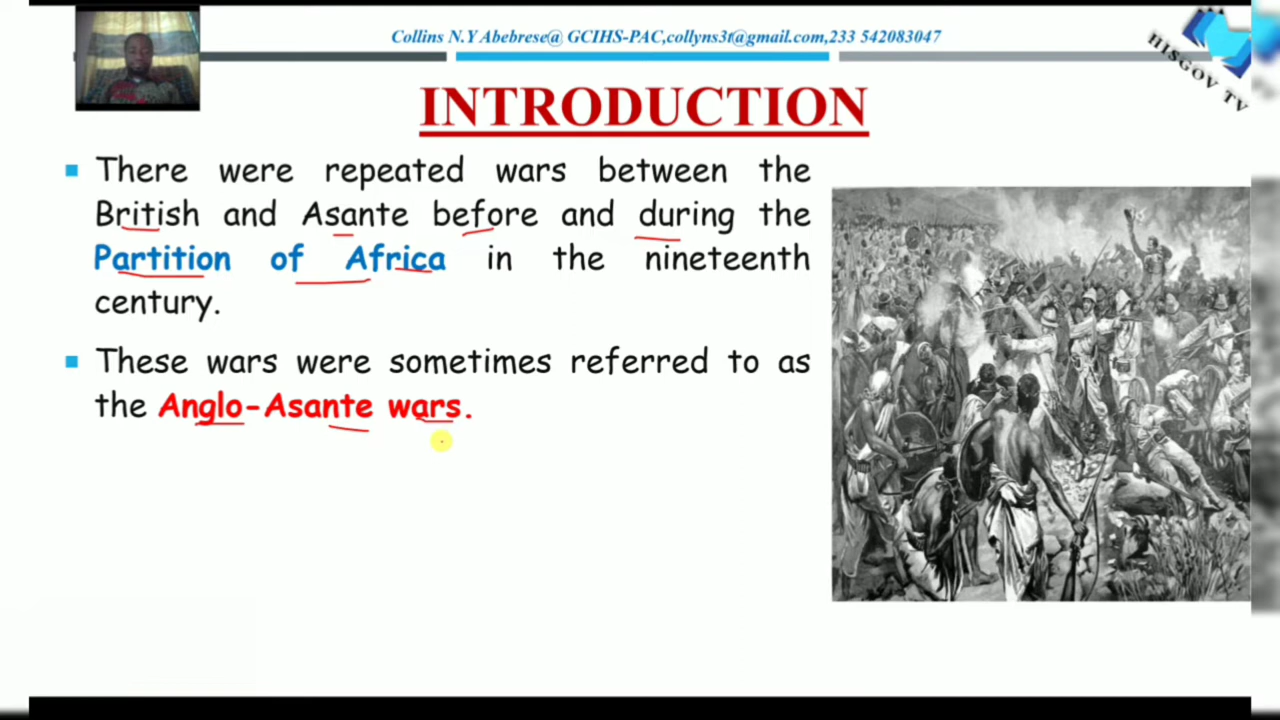 Collins N.Y Abebrese@ GCIHS-PAC,collyns3t@gmail.com,233 542083047
HISGOV TV
INTRODUCTION
There were repeated wars between the
British and Asante before and during the
Partition of Africa in the nineteenth
century.
These wars were sometimes referred to as
the Anglo-Asante wars.